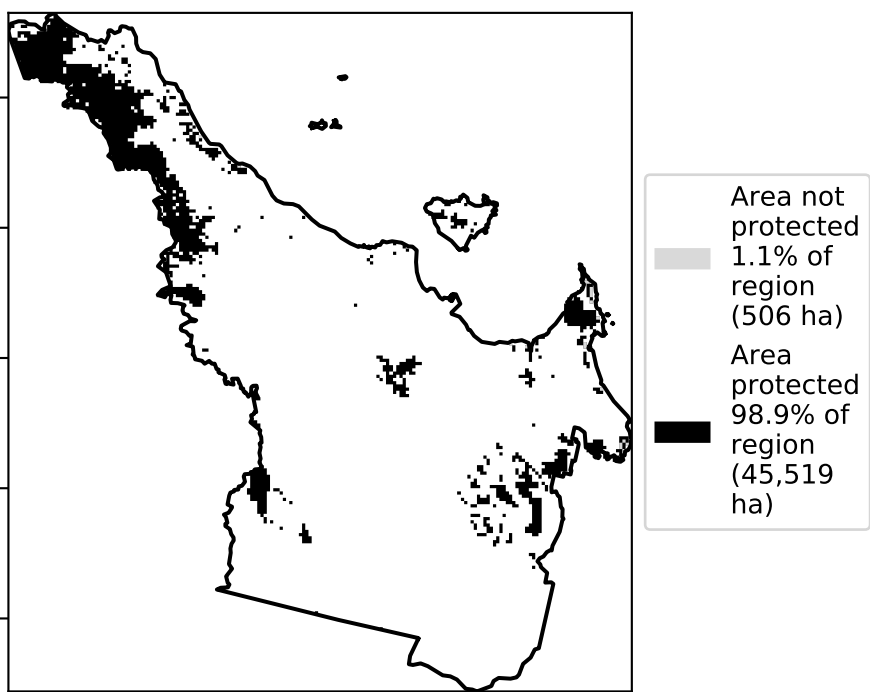 Area not
protected
1.1% of
region
(506 ha)
Area
protected
98.9% of
region
(45,519
ha)